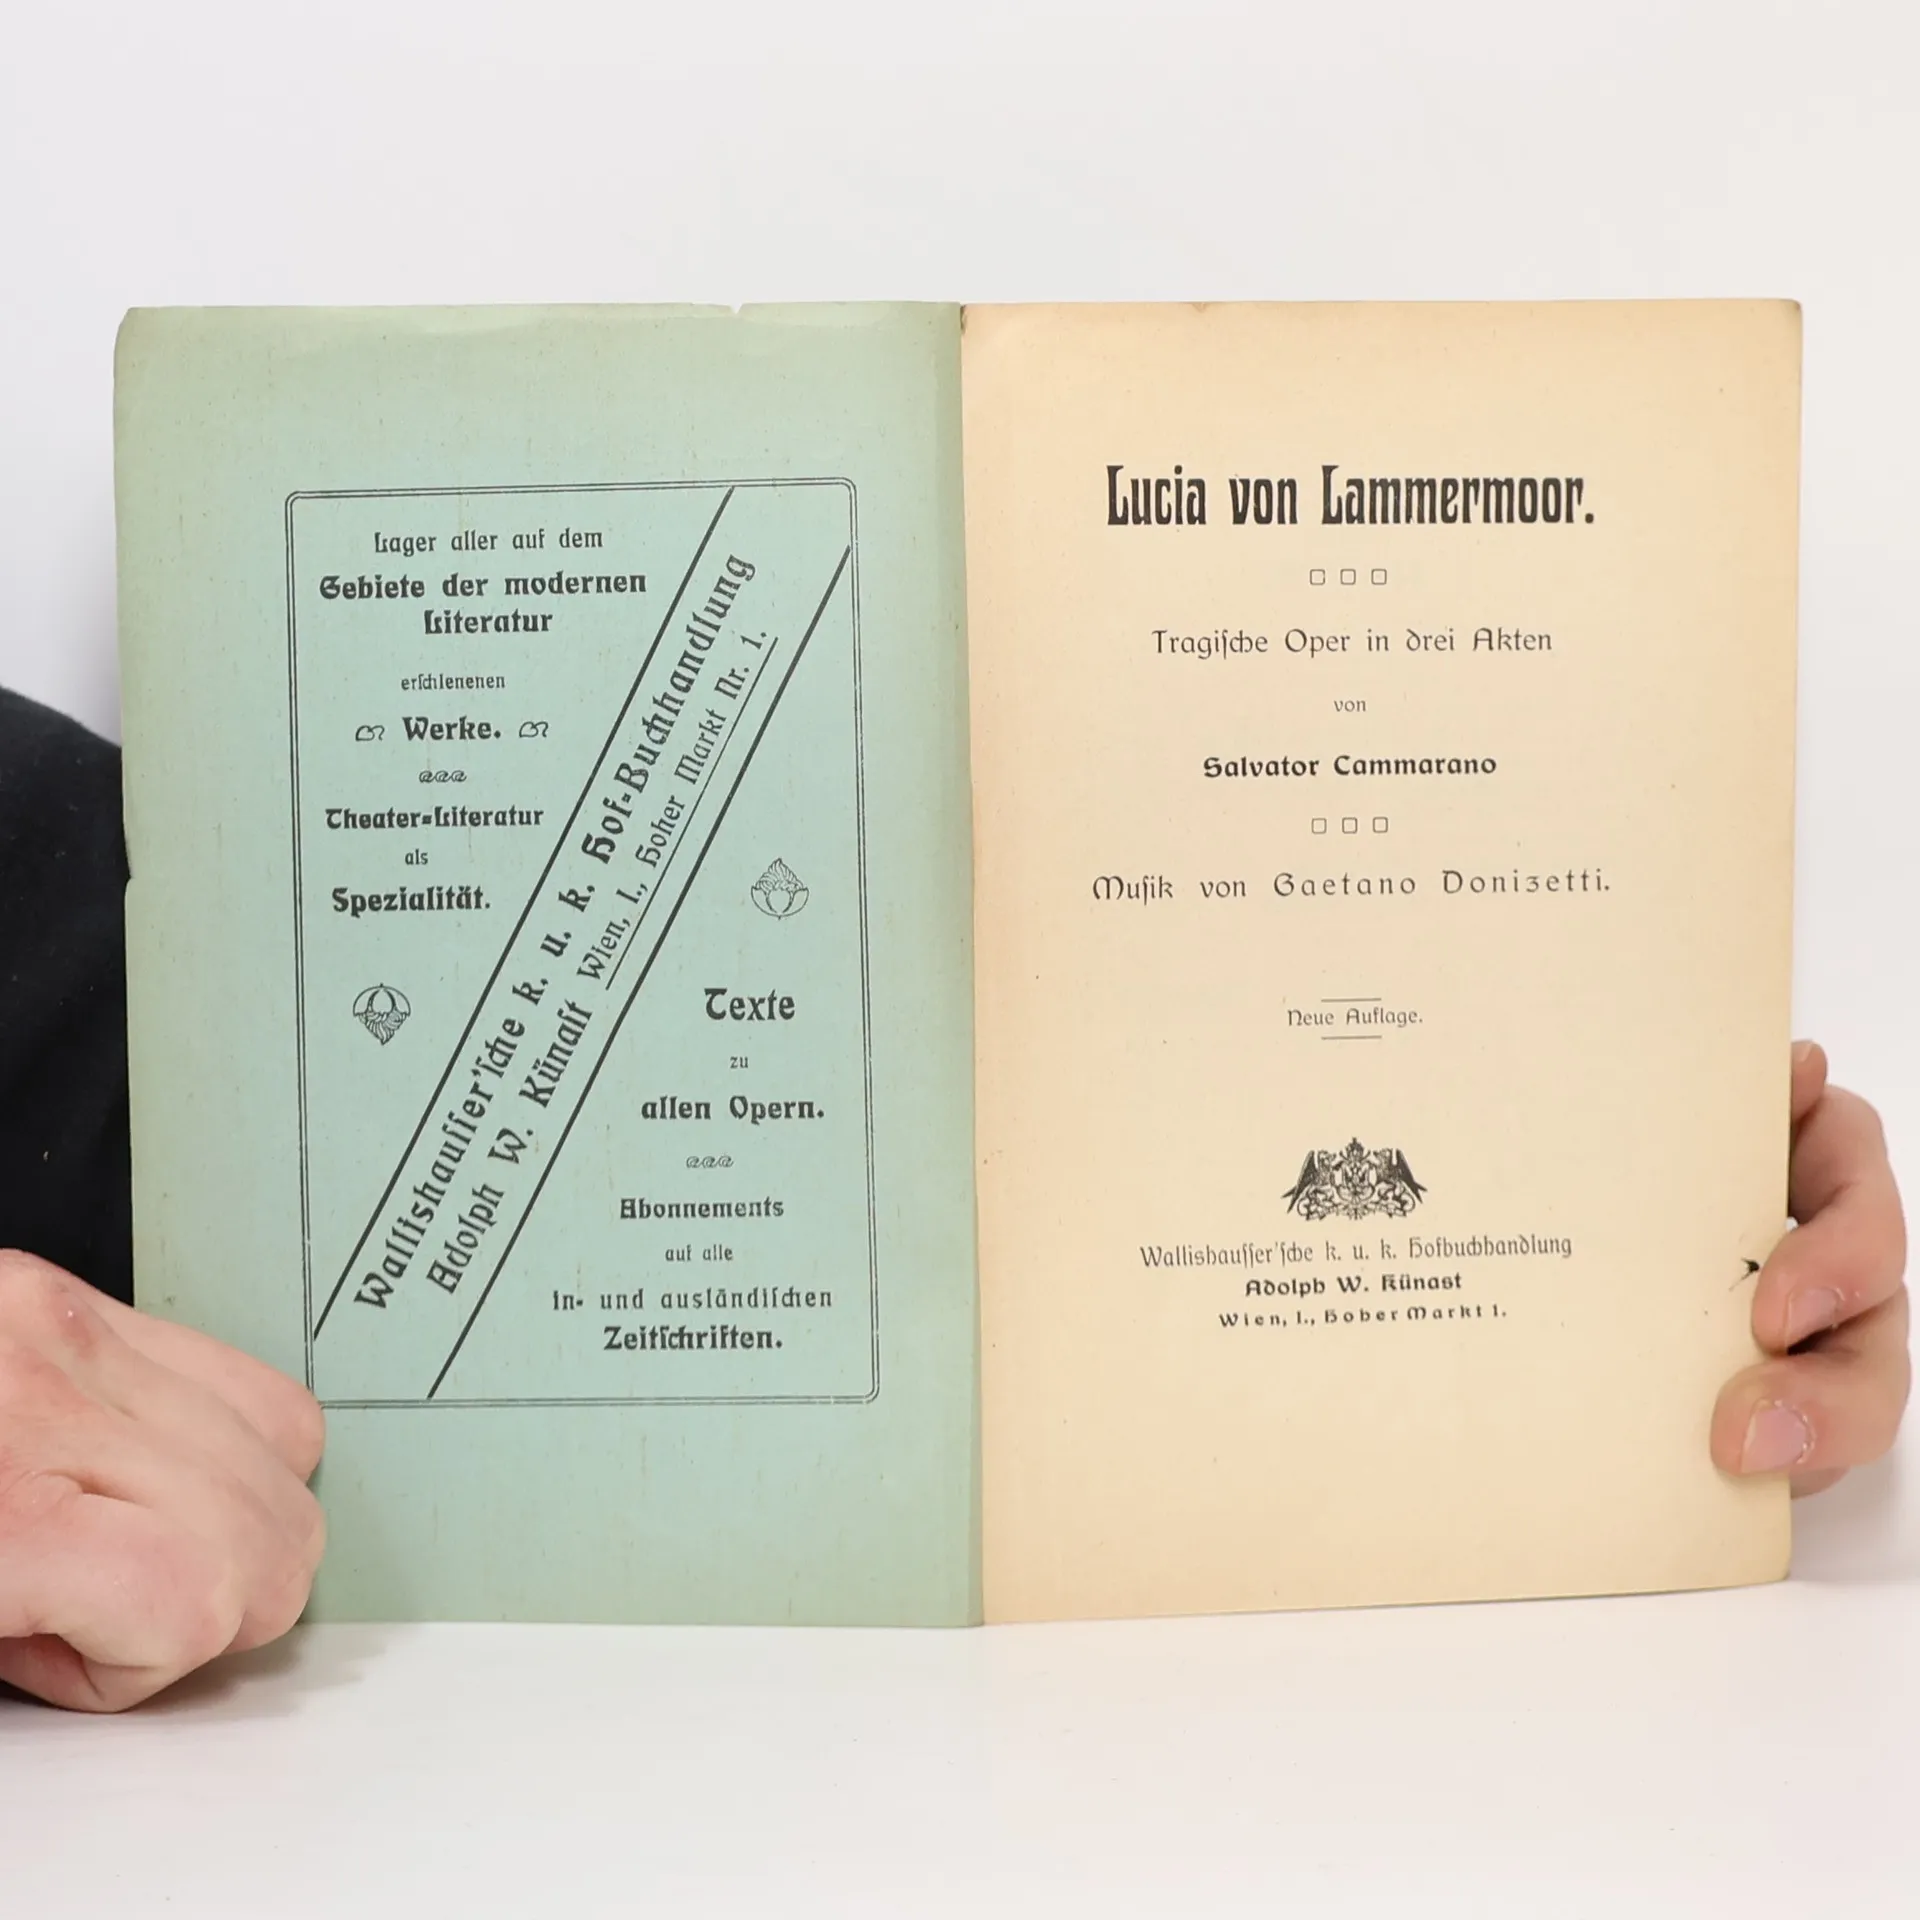 Lager aller auf dem
Gebiete der modernen
Literatur
erſchienenen
Werke.
Theater=Literatur
als
Spezialität.
Wallishauſſer'ſche k. u. k. Hof=Buchhandlung
Adolph W. Künaſt Wien, I., Hoher Markt Nr. 1.
Texte
zu
allen Opern.
Abonnements
auf alle
in= und ausländiſchen
Zeitſchriften.
Lucia von Lammermoor.
Tragiſche Oper in drei Akten
von
Salvator Cammarano
Muſik von Gaetano Donizetti.
Neue Auflage.
Wallishauſſer'ſche k. u. k. Hofbuchhandlung
Adolph W. Künast
Wien, I., Hoher Markt 1.